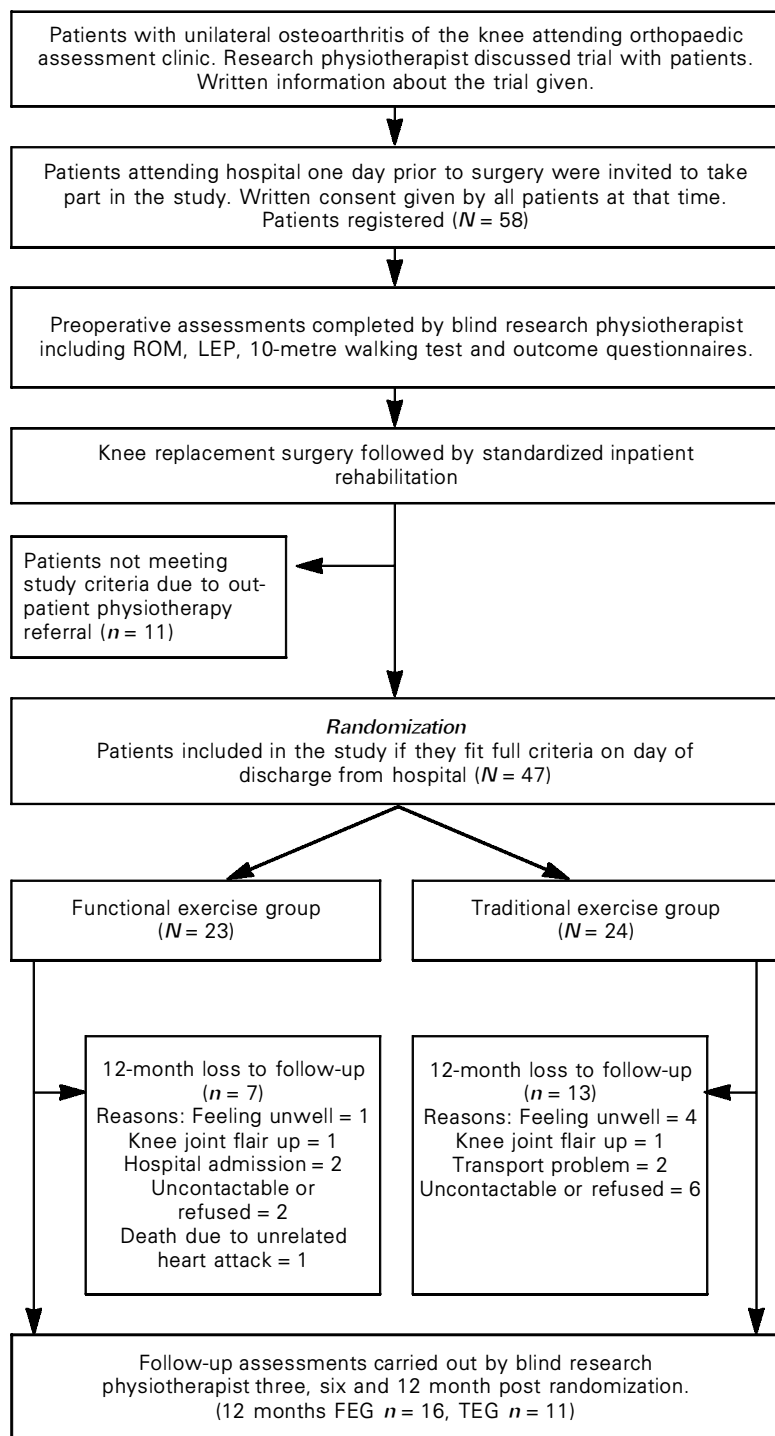 Patients with unilateral osteoarthritis of the knee attending orthopaedic
assessment clinic. Research physiotherapist discussed trial with patients.
Written information about the trial given.
Patients attending hospital one day prior to surgery were invited to take
part in the study. Written consent given by all patients at that time.
Patients registered (N = 58)
Preoperative assessments completed by blind research physiotherapist
including ROM, LEP, 10-metre walking test and outcome questionnaires.
Knee replacement surgery followed by standardized inpatient
rehabilitation
Patients not meeting
study criteria due to out-
patient physiotherapy
referral (n = 11)
Randomization
Patients included in the study if they fit full criteria on day of
discharge from hospital (N = 47)
Functional exercise group
(N = 23)
Traditional exercise group
(N = 24)
12-month loss to follow-up
(n = 7)
Reasons: Feeling unwell = 1
Knee joint flair up = 1
Hospital admission = 2
Uncontactable or
refused = 2
Death due to unrelated
heart attack = 1
12-month loss to follow-up
(n = 13)
Reasons: Feeling unwell = 4
Knee joint flair up = 1
Transport problem = 2
Uncontactable or refused = 6
Follow-up assessments carried out by blind research
physiotherapist three, six and 12 month post randomization.
(12 months FEG n = 16, TEG n = 11)